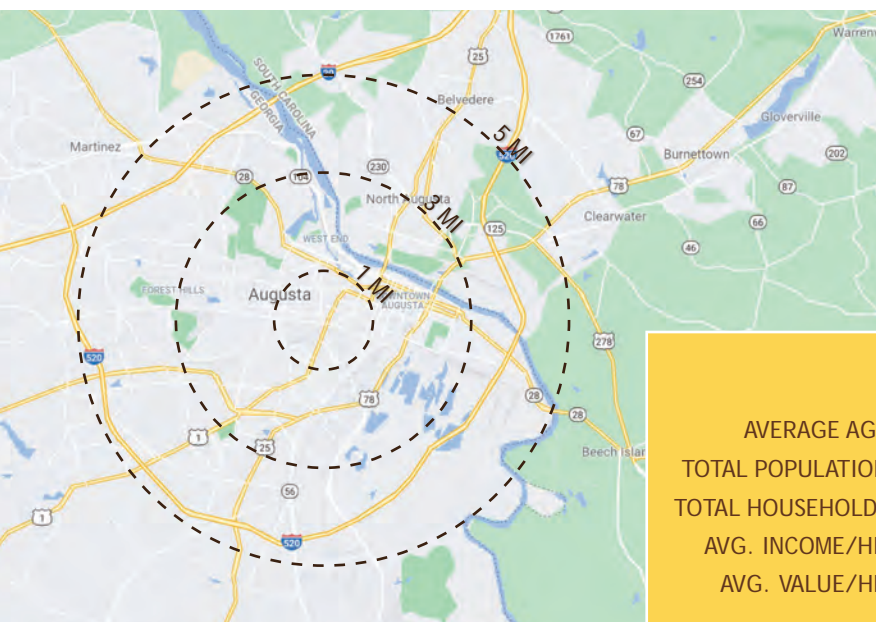 1761
Warrenv
25
20
SOUTH CAROLINA
GEORGIA
254
Belvedere
Gloverville
5 MI
67
Martinez
520
Burnettown
202
230
104
28
78
87
North Augusta
3 MI
Clearwater
66
125
WEST END
46
1 MI
FOREST HILLS
Augusta
DOWNTOWN
AUGUSTA
278
520
78
28
28
1
25
Beech Islan
56
1
520
AVERAGE AG
TOTAL POPULATION
TOTAL HOUSEHOLD
AVG. INCOME/H
AVG. VALUE/H